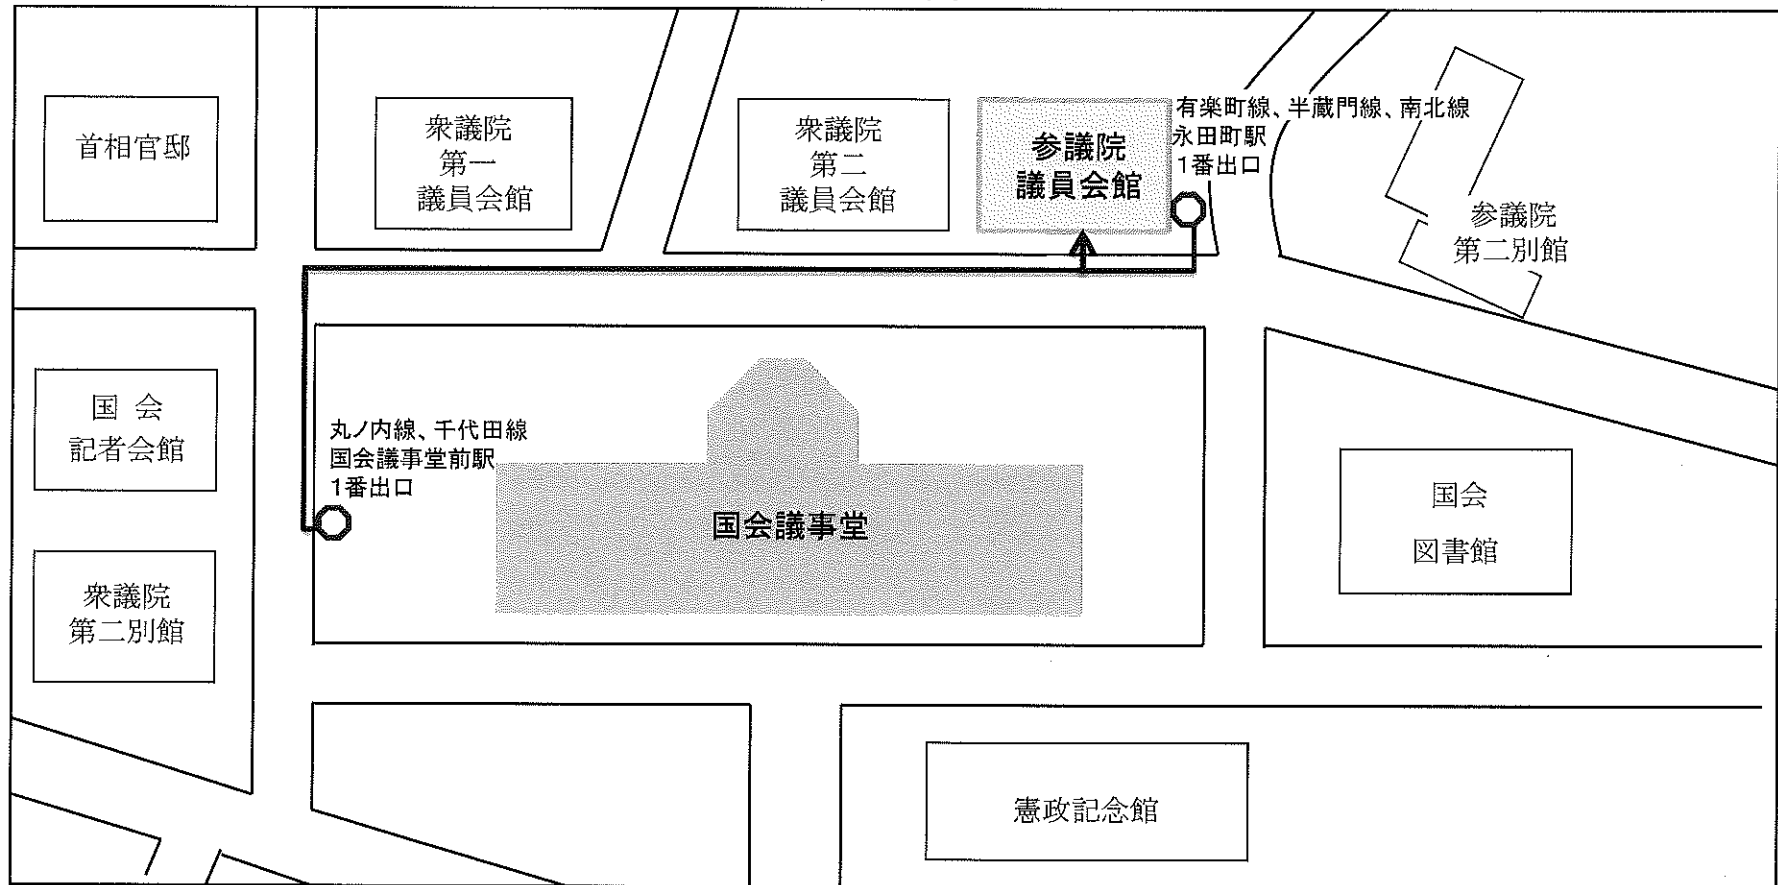 首相官邸
衆議院
第一
議員会館
衆議院
第二
議員会館
参議院
議員会館
有楽町線、半蔵門線、南北線
永田町駅
1番出口
参議院
第二別館
国 会
記者会館
丸ノ内線、千代田線
国会議事堂前駅
1番出口
国会議事堂
国会
図書館
衆議院
第二別館
憲政記念館